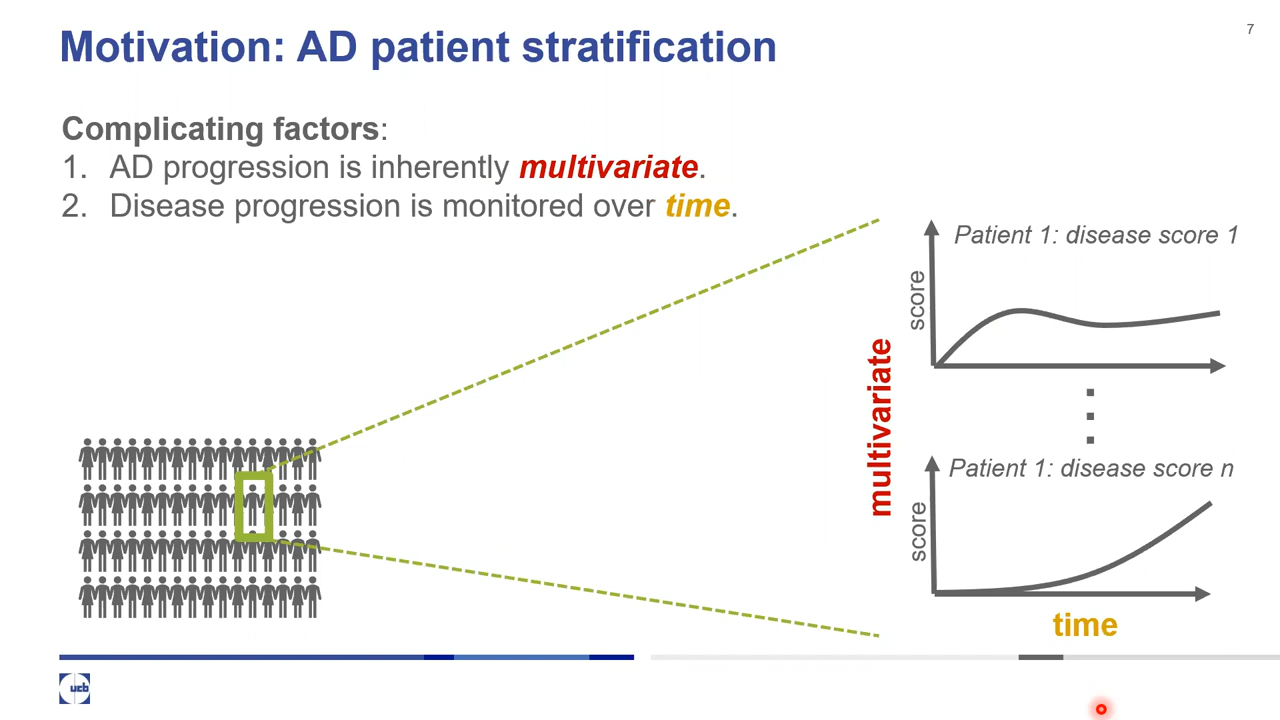 Motivation: AD patient stratification
7
Complicating factors:
1. AD progression is inherently multivariate.
2. Disease progression is monitored over time.
Patient 1: disease score 1
score
multivariate
Patient 1: disease score n
score
time
ucb